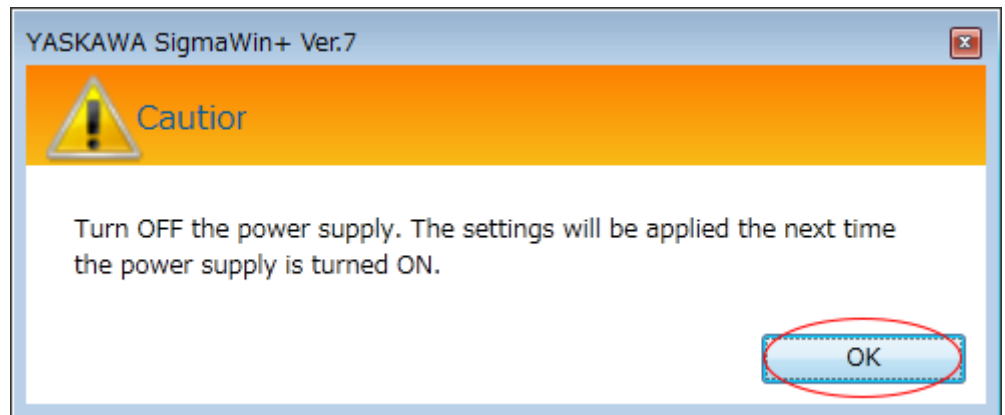 YASKAWA SigmaWin+ Ver.7
Cautior
Turn OFF the power supply. The settings will be applied the next time
the power supply is turned ON.
OK